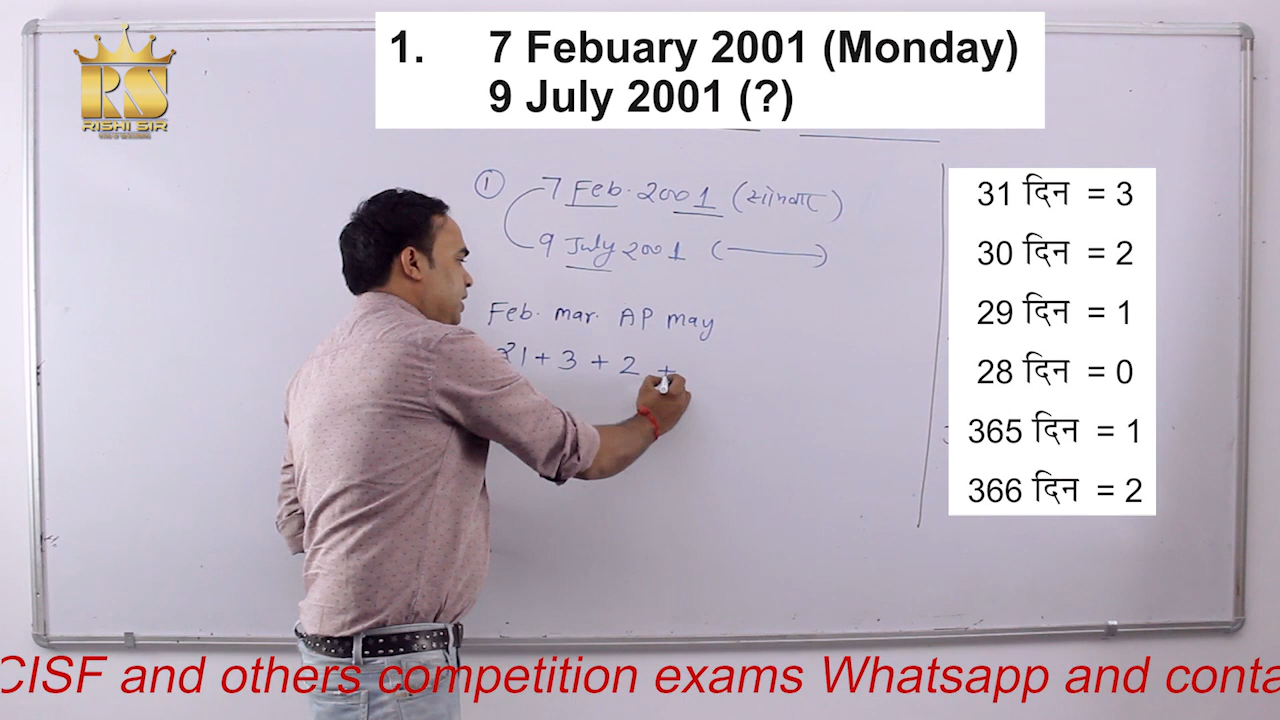 RS
RISHI SIR
1. 7 Febuary 2001 (Monday)
9 July 2001 (?)
① 7 Feb. 2001 (सोमवार)
9 July 2001 ( )
Feb. mar. AP may
21 + 3 + 2 +
31 दिन = 3
30 दिन = 2
29 दिन = 1
28 दिन = 0
365 दिन = 1
366 दिन = 2
CISF and others competition exams Whatsapp and conta